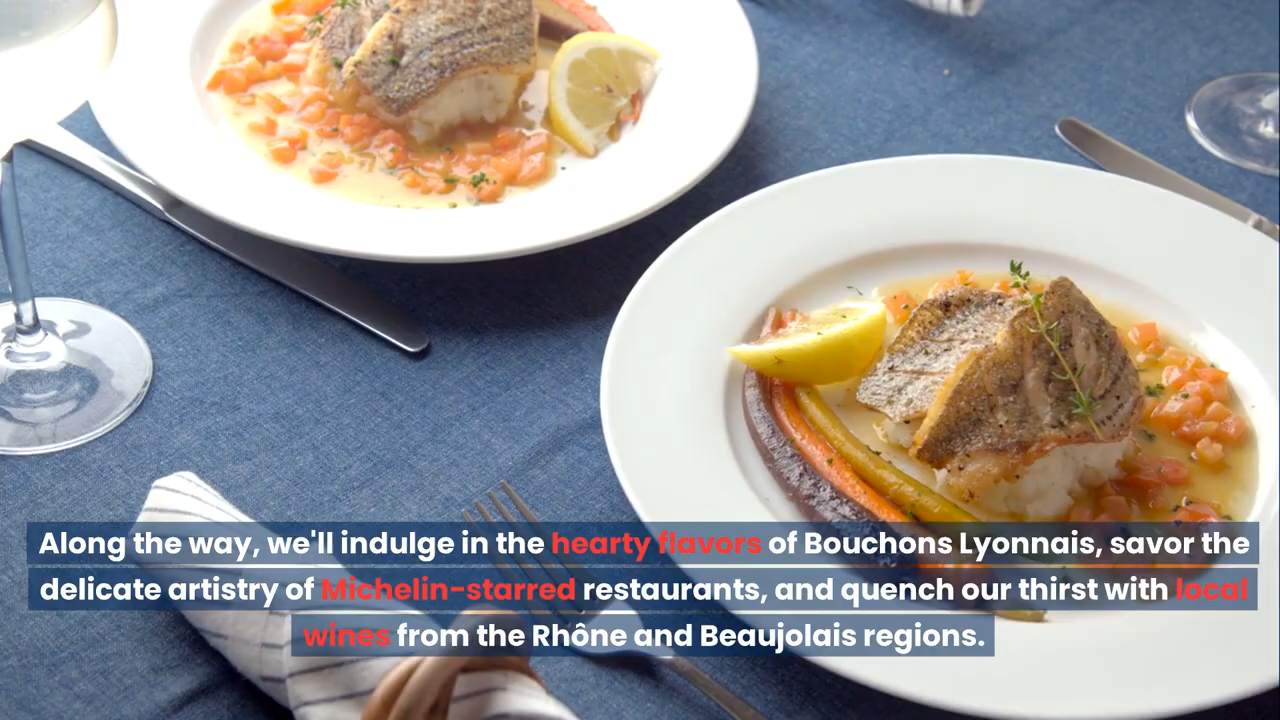 Along the way, we'll indulge in the hearty flavors of Bouchons Lyonnais, savor the
delicate artistry of Michelin-starred restaurants, and quench our thirst with local
wines from the Rhône and Beaujolais regions.